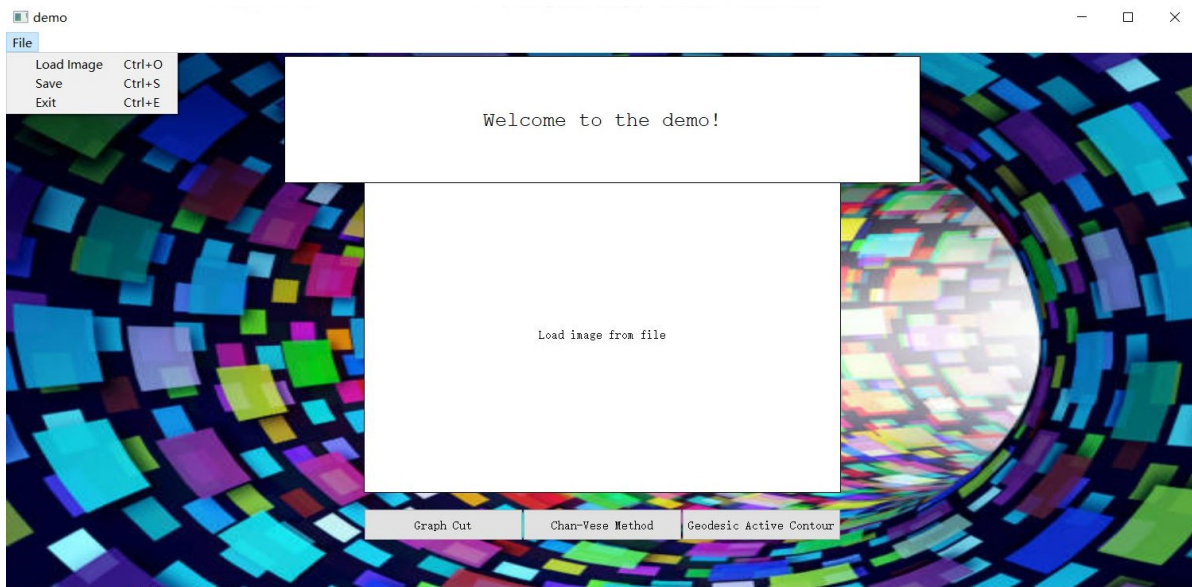 demo
File
Load Image Ctrl+O
Save Ctrl+S
Exit Ctrl+E
Welcome to the demo!
Load image from file
Graph Cut
Chan-Vese Method
Geodesic Active Contour